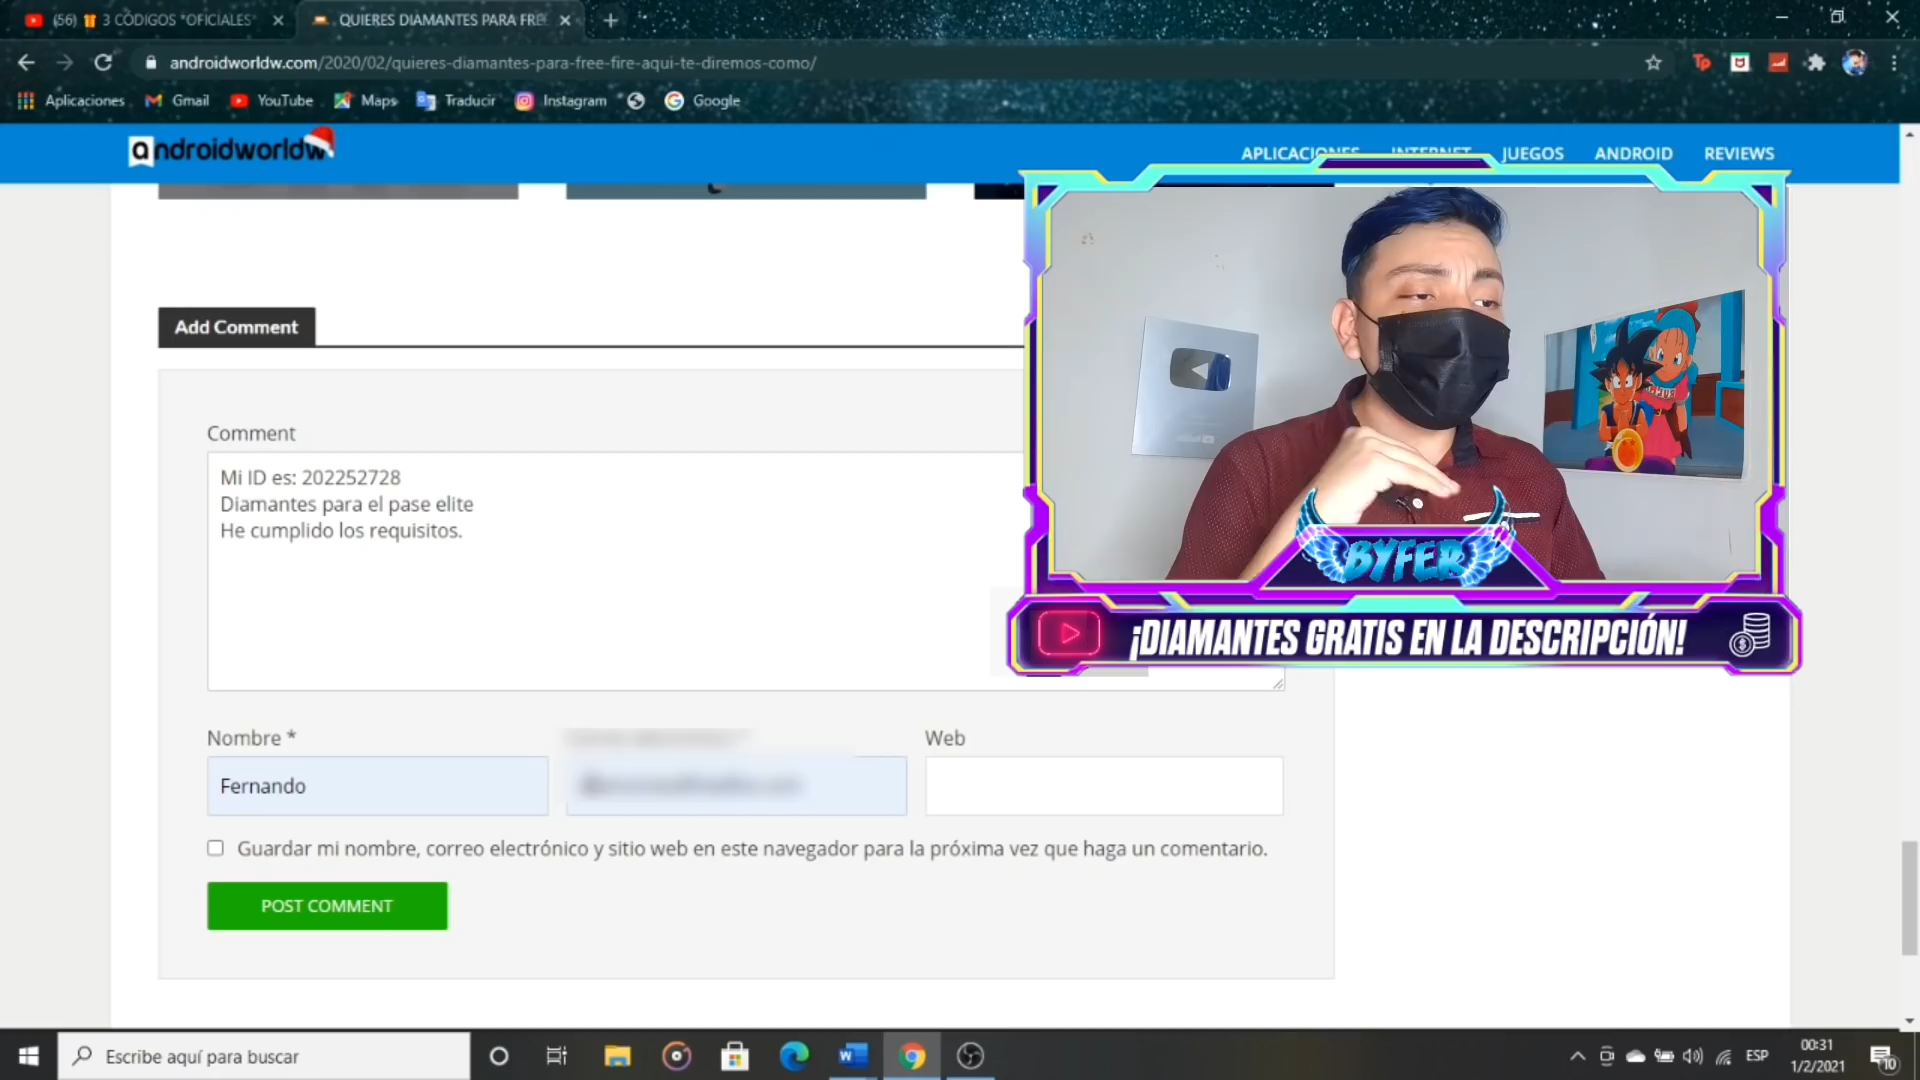 (56) 3 CÓDIGOS "OFICIALES"
QUIERES DIAMANTES PARA FRE
androidworldw.com/2020/02/quieres-diamantes-para-free-fire-aqui-te-diremos-como/
Aplicaciones
Gmail
YouTube
Maps
Traducir
Instagram
Google
androidworldw
APLICACIONES
INTERNET
JUEGOS
ANDROID
REVIEWS
Add Comment
Comment
Mi ID es: 202252728
Diamantes para el pase elite
He cumplido los requisitos.
BYFER
¡DIAMANTES GRATIS EN LA DESCRIPCIÓN!
Nombre *
Web
Fernando
Guardar mi nombre, correo electrónico y sitio web en este navegador para la próxima vez que haga un comentario.
POST COMMENT
Escribe aquí para buscar
ESP
00:31
1/2/2021
10